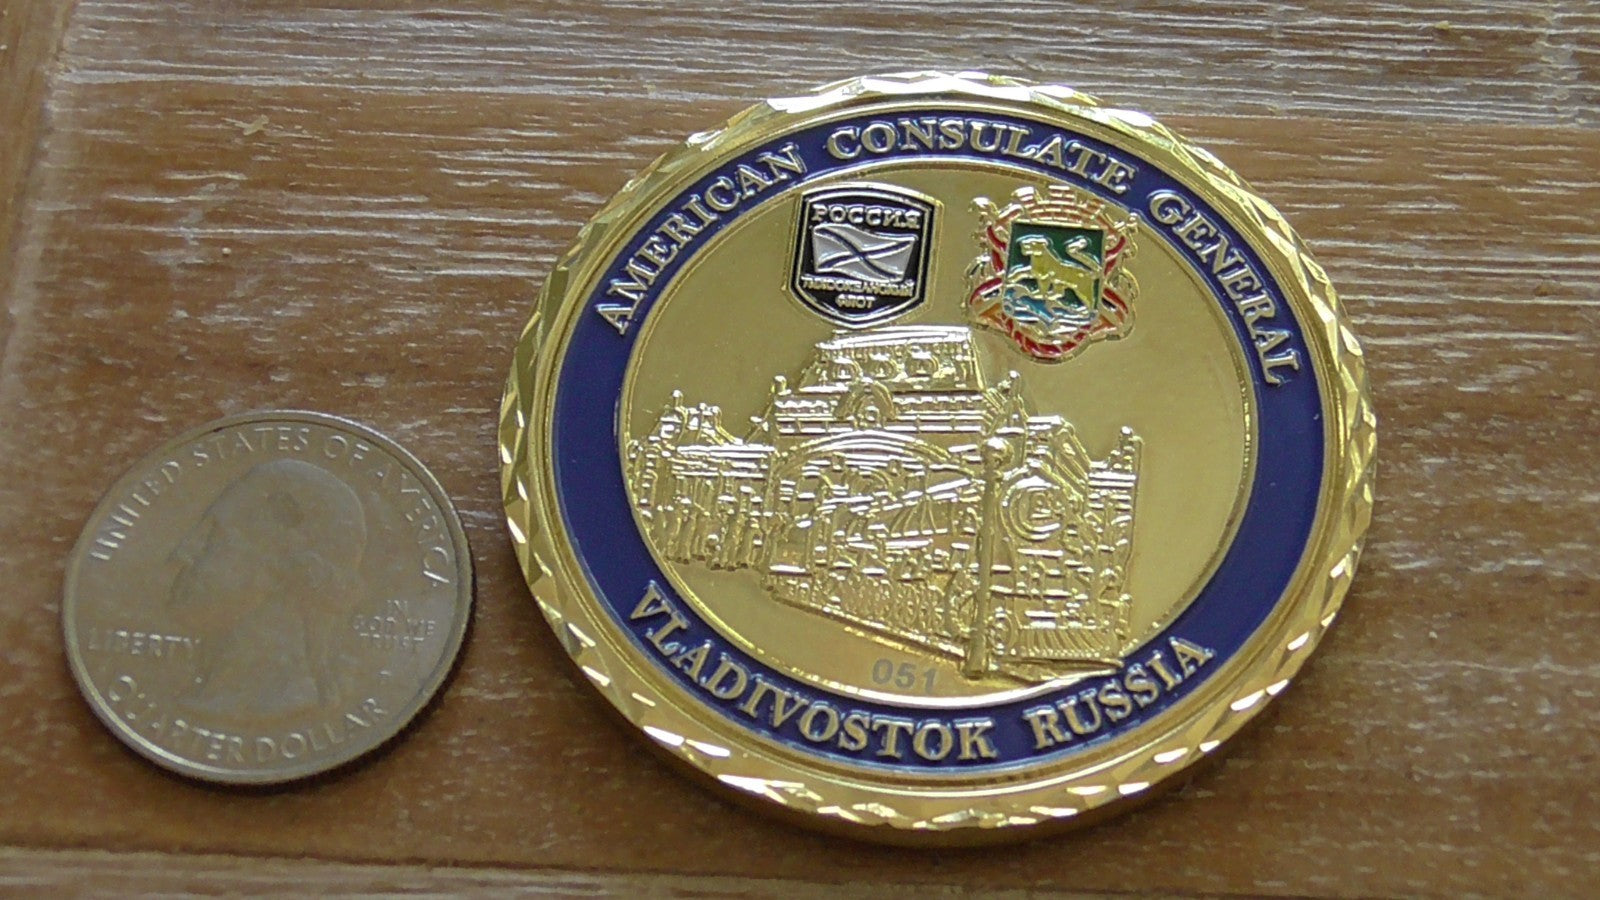 AMERICAN CONSULATE GENERAL
РОССИЯ
ТИХООКЕАНСКИЙ
ФЛОТ
051
VLADIVOSTOK RUSSIA
UNITED STATES OF AMERICA
LIBERTY
IN
GOD WE
TRUST
QUARTER DOLLAR